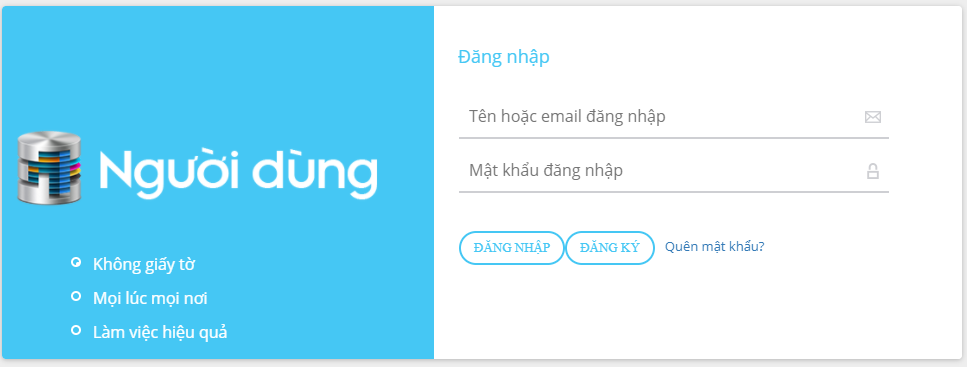 Người dùng
Không giấy tờ
Mọi lúc mọi nơi
Làm việc hiệu quả
Đăng nhập
Tên hoặc email đăng nhập
Mật khẩu đăng nhập
ĐĂNG NHẬP ĐĂNG KÝ Quên mật khẩu?